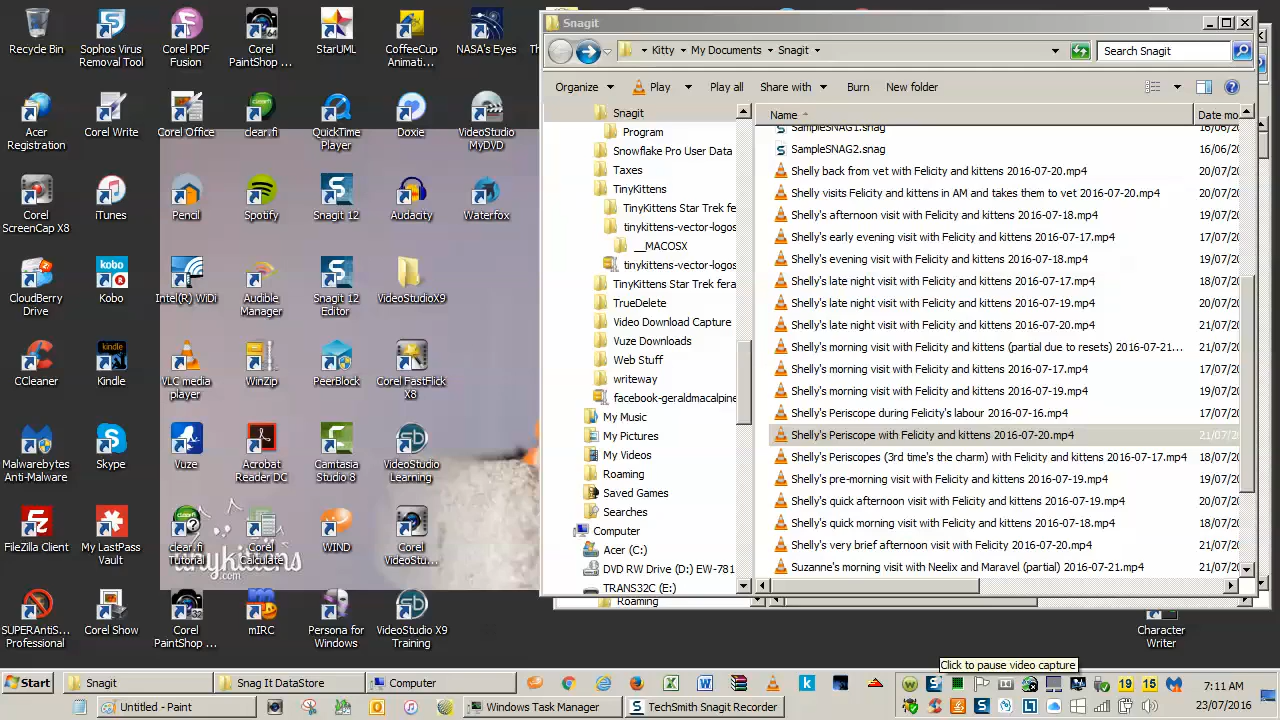 Recycle Bin
Sophos Virus
Removal Tool
Corel PDF
Fusion
Corel
PaintShop ...
StarUML
CoffeeCup
Animati...
NASA's Eyes
Acer
Registration
Corel Write
Corel Office
clear.fi
QuickTime
Player
Doxie
VideoStudio
MyDVD
Corel
ScreenCap X8
iTunes
Pencil
Spotify
Snagit 12
Audacity
Waterfox
CloudBerry
Drive
Kobo
Intel(R) WiDi
Audible
Manager
Snagit 12
Editor
VideoStudioX9
CCleaner
Kindle
VLC media
player
WinZip
PeerBlock
Corel FastFlick
X8
Malwarebytes
Anti-Malware
Skype
Vuze
Acrobat
Reader DC
Camtasia
Studio 8
VideoStudio
Learning
FileZilla Client
My LastPass
Vault
clear.fi
Tutorial
Corel
Calculate
WIND
Corel
VideoStu...
tinykittens
.com
SUPERAntiS...
Professional
Corel Show
Corel
PaintShop ...
mIRC
Persona for
Windows
VideoStudio X9
Training
Character
Writer
Snagit
Kitty
My Documents
Snagit
Search Snagit
Organize
Play
Play all
Share with
Burn
New folder
Snagit
Program
Snowflake Pro User Data
Taxes
TinyKittens
TinyKittens Star Trek fe
tinykittens-vector-logos
__MACOSX
tinykittens-vector-logos
TinyKittens Star Trek fera
TrueDelete
Video Download Capture
Vuze Downloads
Web Stuff
writeway
facebook-geraldmacalpine
My Music
My Pictures
My Videos
Roaming
Saved Games
Searches
Computer
Acer (C:)
DVD RW Drive (D:) EW-781
TRANS32C (E:)
Roaming
Name
Date mo
SampleSNAG1.snag 16/06/
SampleSNAG2.snag 16/06/
Shelly back from vet with Felicity and kittens 2016-07-20.mp4 20/07/
Shelly visits Felicity and kittens in AM and takes them to vet 2016-07-20.mp4 20/07/
Shelly's afternoon visit with Felicity and kittens 2016-07-18.mp4 19/07/
Shelly's early evening visit with Felicity and kittens 2016-07-17.mp4 17/07/
Shelly's evening visit with Felicity and kittens 2016-07-18.mp4 19/07/
Shelly's late night visit with Felicity and kittens 2016-07-17.mp4 18/07/
Shelly's late night visit with Felicity and kittens 2016-07-19.mp4 20/07/
Shelly's late night visit with Felicity and kittens 2016-07-20.mp4 21/07/
Shelly's morning visit with Felicity and kittens (partial due to resets) 2016-07-21... 21/07/
Shelly's morning visit with Felicity and kittens 2016-07-17.mp4 17/07/
Shelly's morning visit with Felicity and kittens 2016-07-19.mp4 19/07/
Shelly's Periscope during Felicity's labour 2016-07-16.mp4 17/07/
Shelly's Periscope with Felicity and kittens 2016-07-20.mp4 21/07/
Shelly's Periscopes (3rd time's the charm) with Felicity and kittens 2016-07-17.mp4 18/07/
Shelly's pre-morning visit with Felicity and kittens 2016-07-19.mp4 19/07/
Shelly's quick afternoon visit with Felicity and kittens 2016-07-19.mp4 20/07/
Shelly's quick morning visit with Felicity and kittens 2016-07-18.mp4 19/07/
Shelly's very brief afternoon visit with Felicity 2016-07-20.mp4 21/07/
Suzanne's morning visit with Neelix and Maravel (partial) 2016-07-21.mp4 21/07/
Click to pause video capture
Start
Snagit
Snag It DataStore
Computer
19
15
7:11 AM
Untitled - Paint
Windows Task Manager
TechSmith Snagit Recorder
23/07/2016